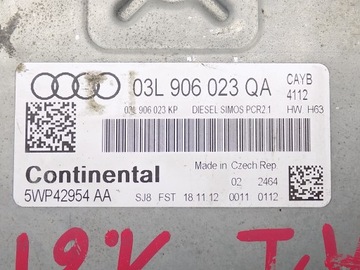 03L 906 023 QA CAYB
4112
03L 906 023 KP DIESEL SIMOS PCR2.1 HW H63
Continental Made in Czech Rep.
02 2464
5WP42954 AA SJ8 FST 18.11.12 0011 0112